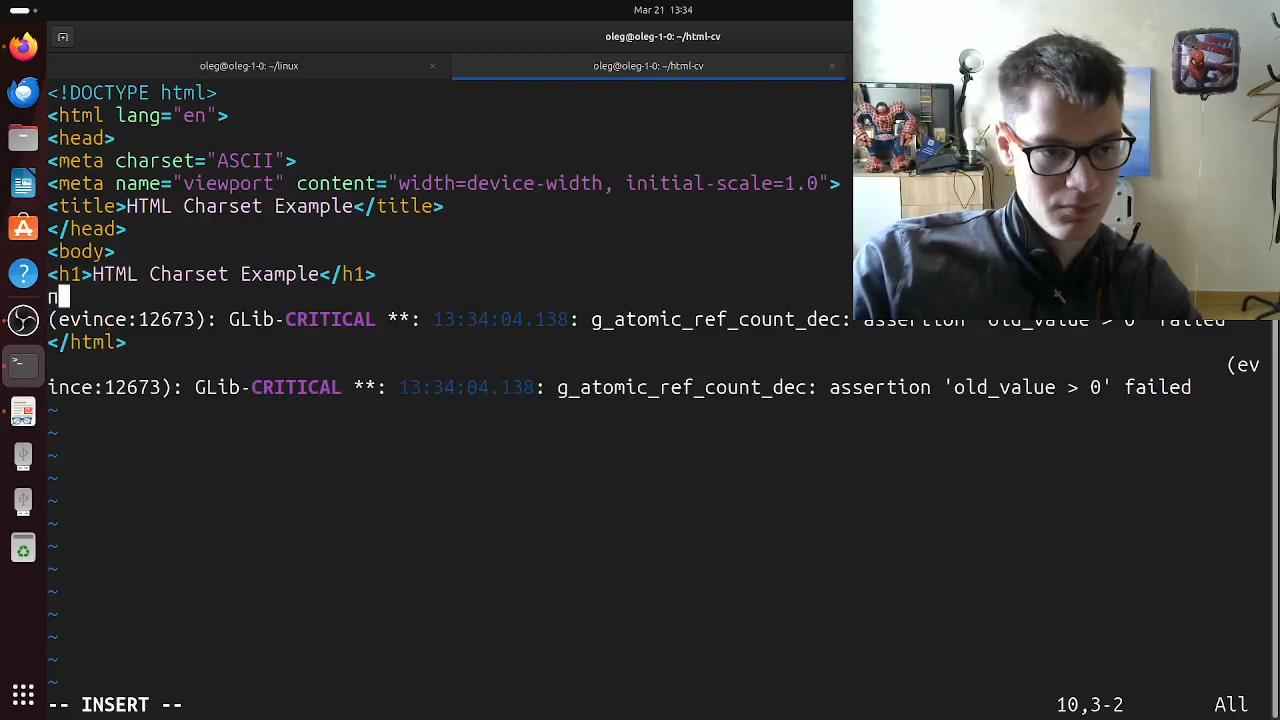 Mar 21 13:34
oleg@oleg-1-0: ~/html-cv
oleg@oleg-1-0: ~/linux
oleg@oleg-1-0: ~/html-cv
<!DOCTYPE html>
<html lang="en">
<head>
<meta charset="ASCII">
<meta name="viewport" content="width=device-width, initial-scale=1.0">
<title>HTML Charset Example</title>
</head>
<body>
<h1>HTML Charset Example</h1>
п
(evince:12673): GLib-CRITICAL **: 13:34:04.138: g_atomic_ref_count_dec: assertion 'old_value > 0' failed
</html>
(ev
ince:12673): GLib-CRITICAL **: 13:34:04.138: g_atomic_ref_count_dec: assertion 'old_value > 0' failed
~
~
~
~
~
~
~
~
~
~
~
~
~
-- INSERT -- 10,3-2 All